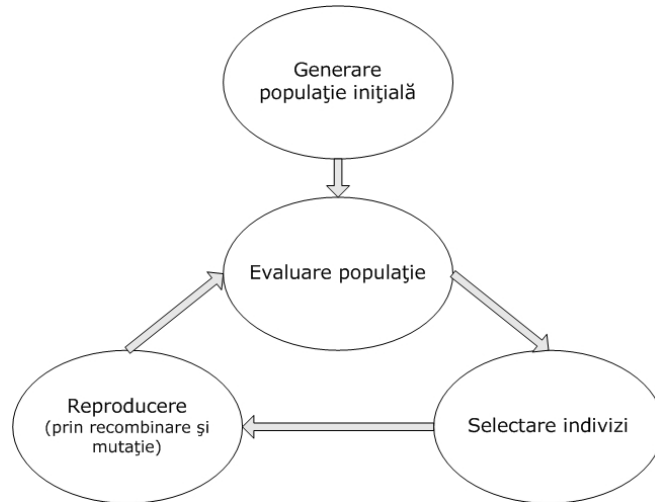 Generare
populaţie iniţială
Evaluare populaţie
Reproducere
(prin recombinare şi
mutaţie)
Selectare indivizi